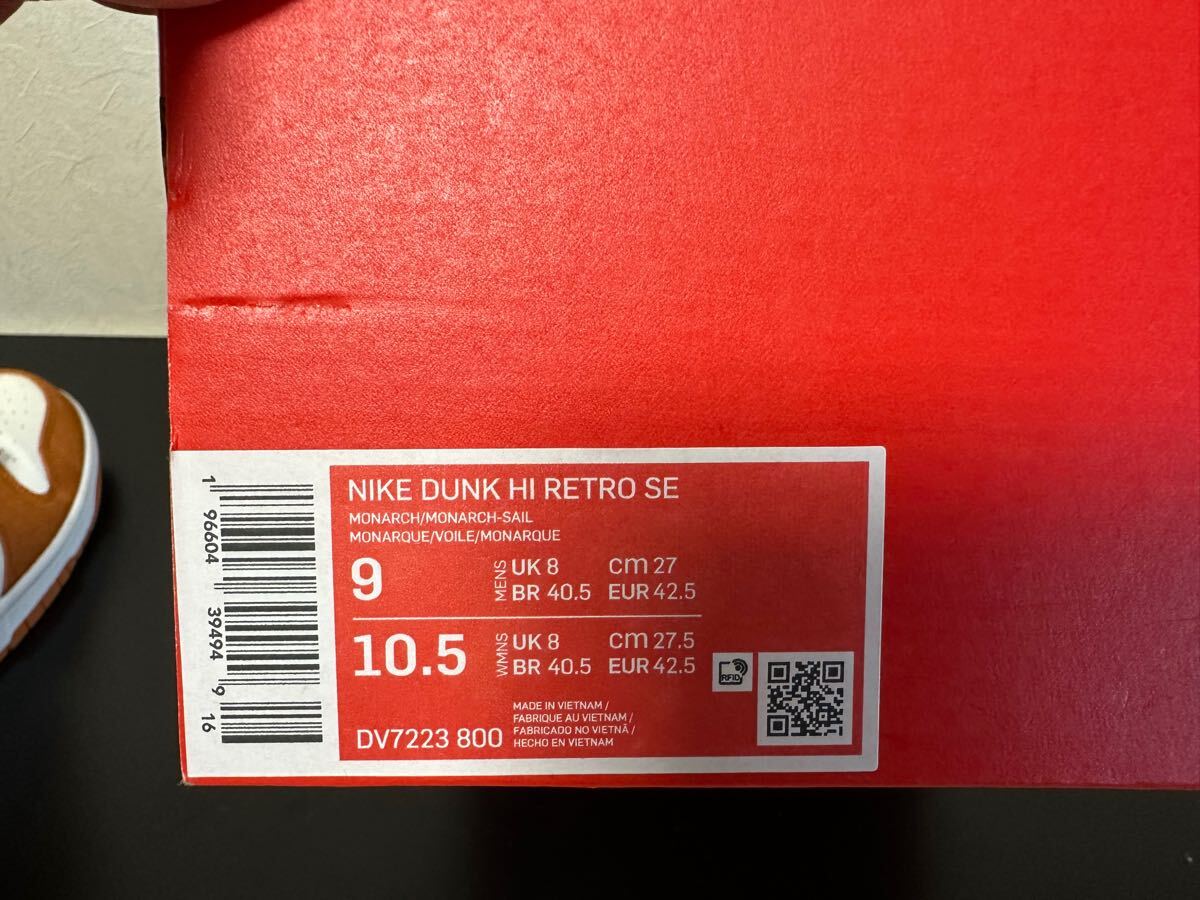 1 96604 39494 9 16
NIKE DUNK HI RETRO SE
MONARCH/MONARCH-SAIL
MONARQUE/VOILE/MONARQUE
9 MENS UK 8 cm 27
BR 40.5 EUR 42.5
10.5 WMNS UK 8 cm 27.5
BR 40.5 EUR 42.5
RFID
MADE IN VIETNAM /
FABRIQUE AU VIETNAM /
FABRICADO NO VIETNÃ /
HECHO EN VIETNAM
DV7223 800